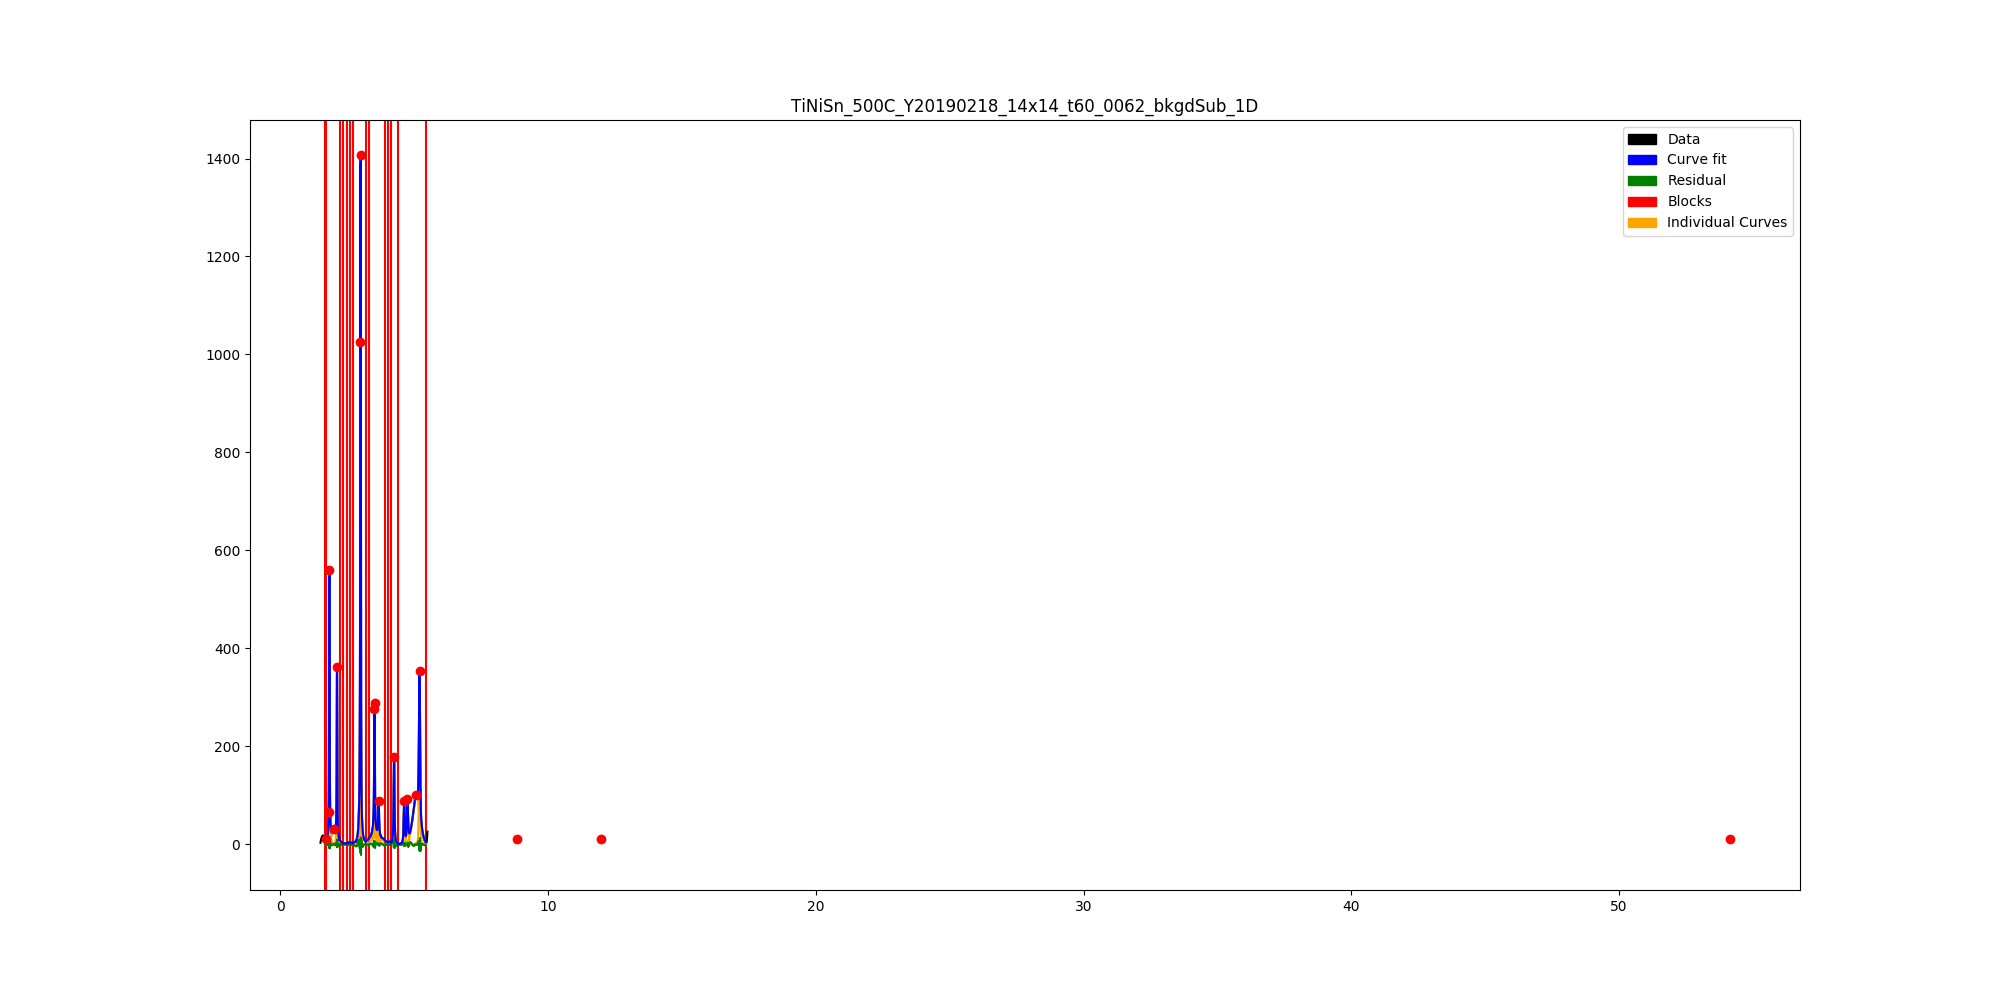 TiNiSn_500C_Y20190218_14x14_t60_0062_bkgdSub_1D
Data
Curve fit
Residual
Blocks
Individual Curves
1400
1200
1000
800
600
400
200
0
0 10 20 30 40 50